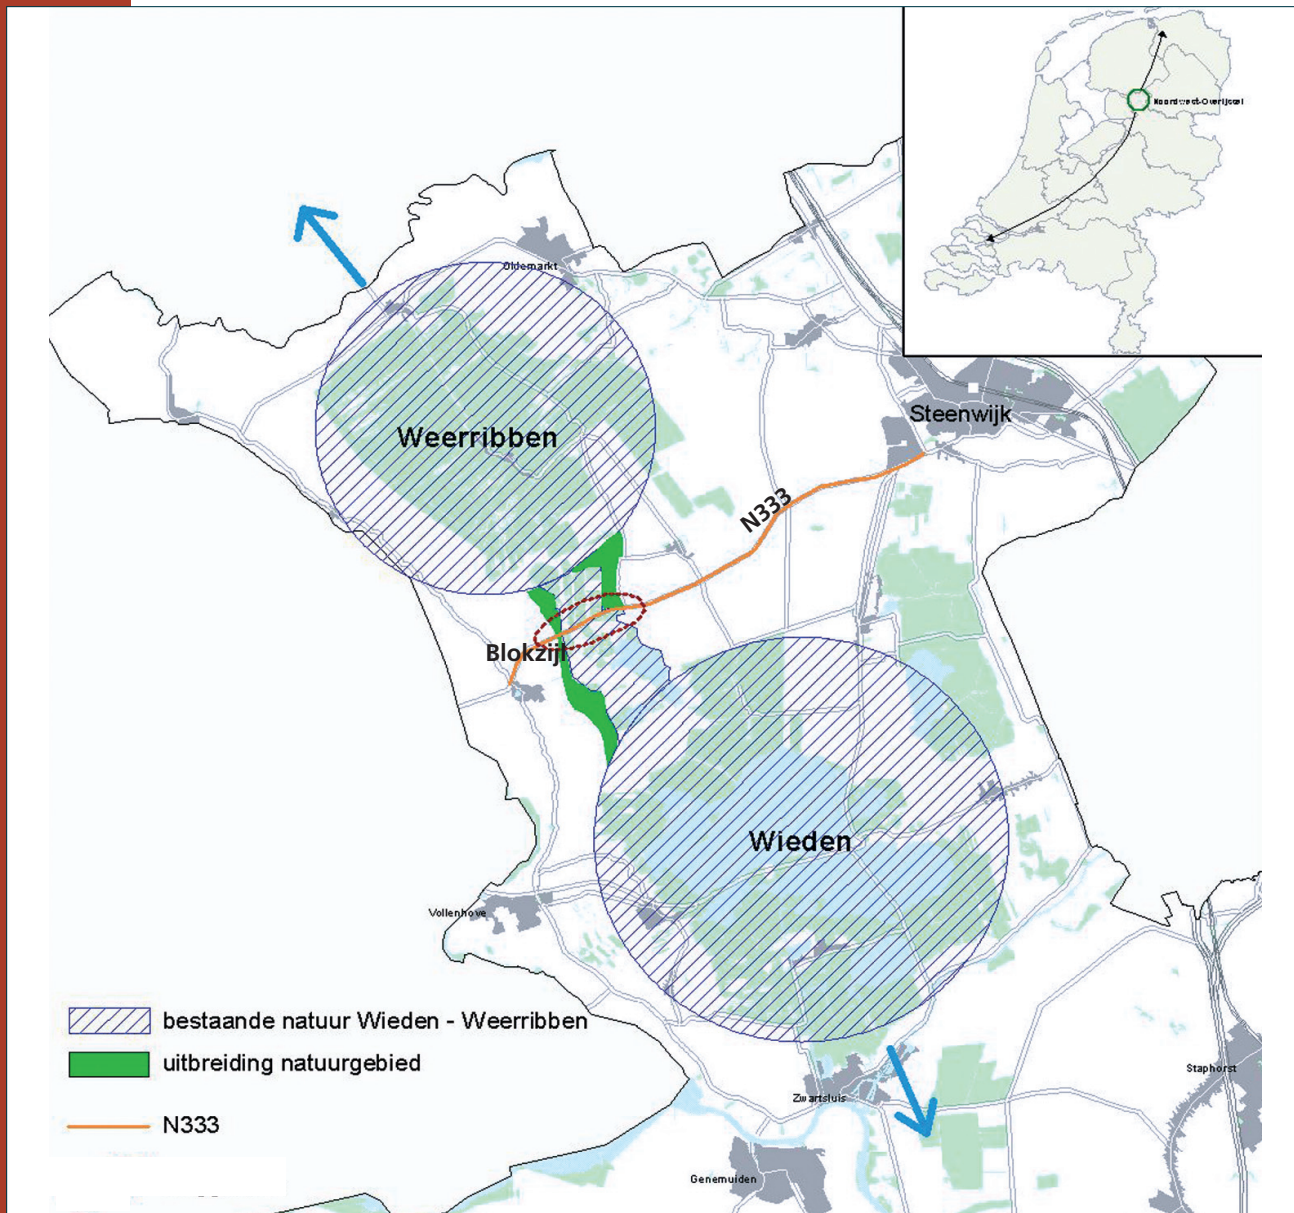 Noordwest-Overijssel
Oldemarkt
Steenwijk
Weerribben
N333
Blokzijl
Wieden
Vollenhove
bestaande natuur Wieden - Weerribben
uitbreiding natuurgebied
N333
Staphorst
Zwartsluis
Genemuiden